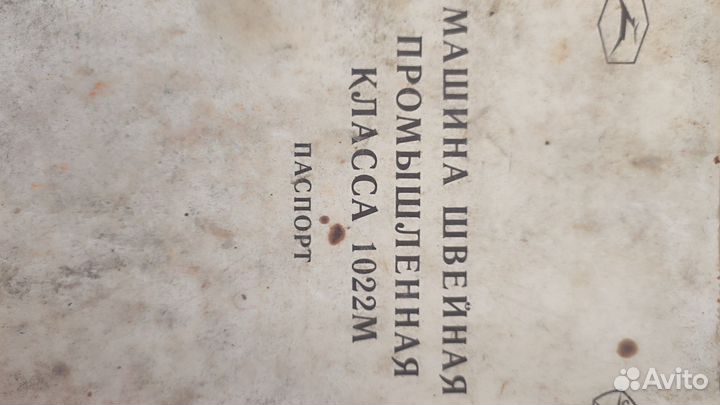 МАШИНА ШВЕЙНАЯ
ПРОМЫШЛЕННАЯ
КЛАССА 1022М
ПАСПОРТ
Avito